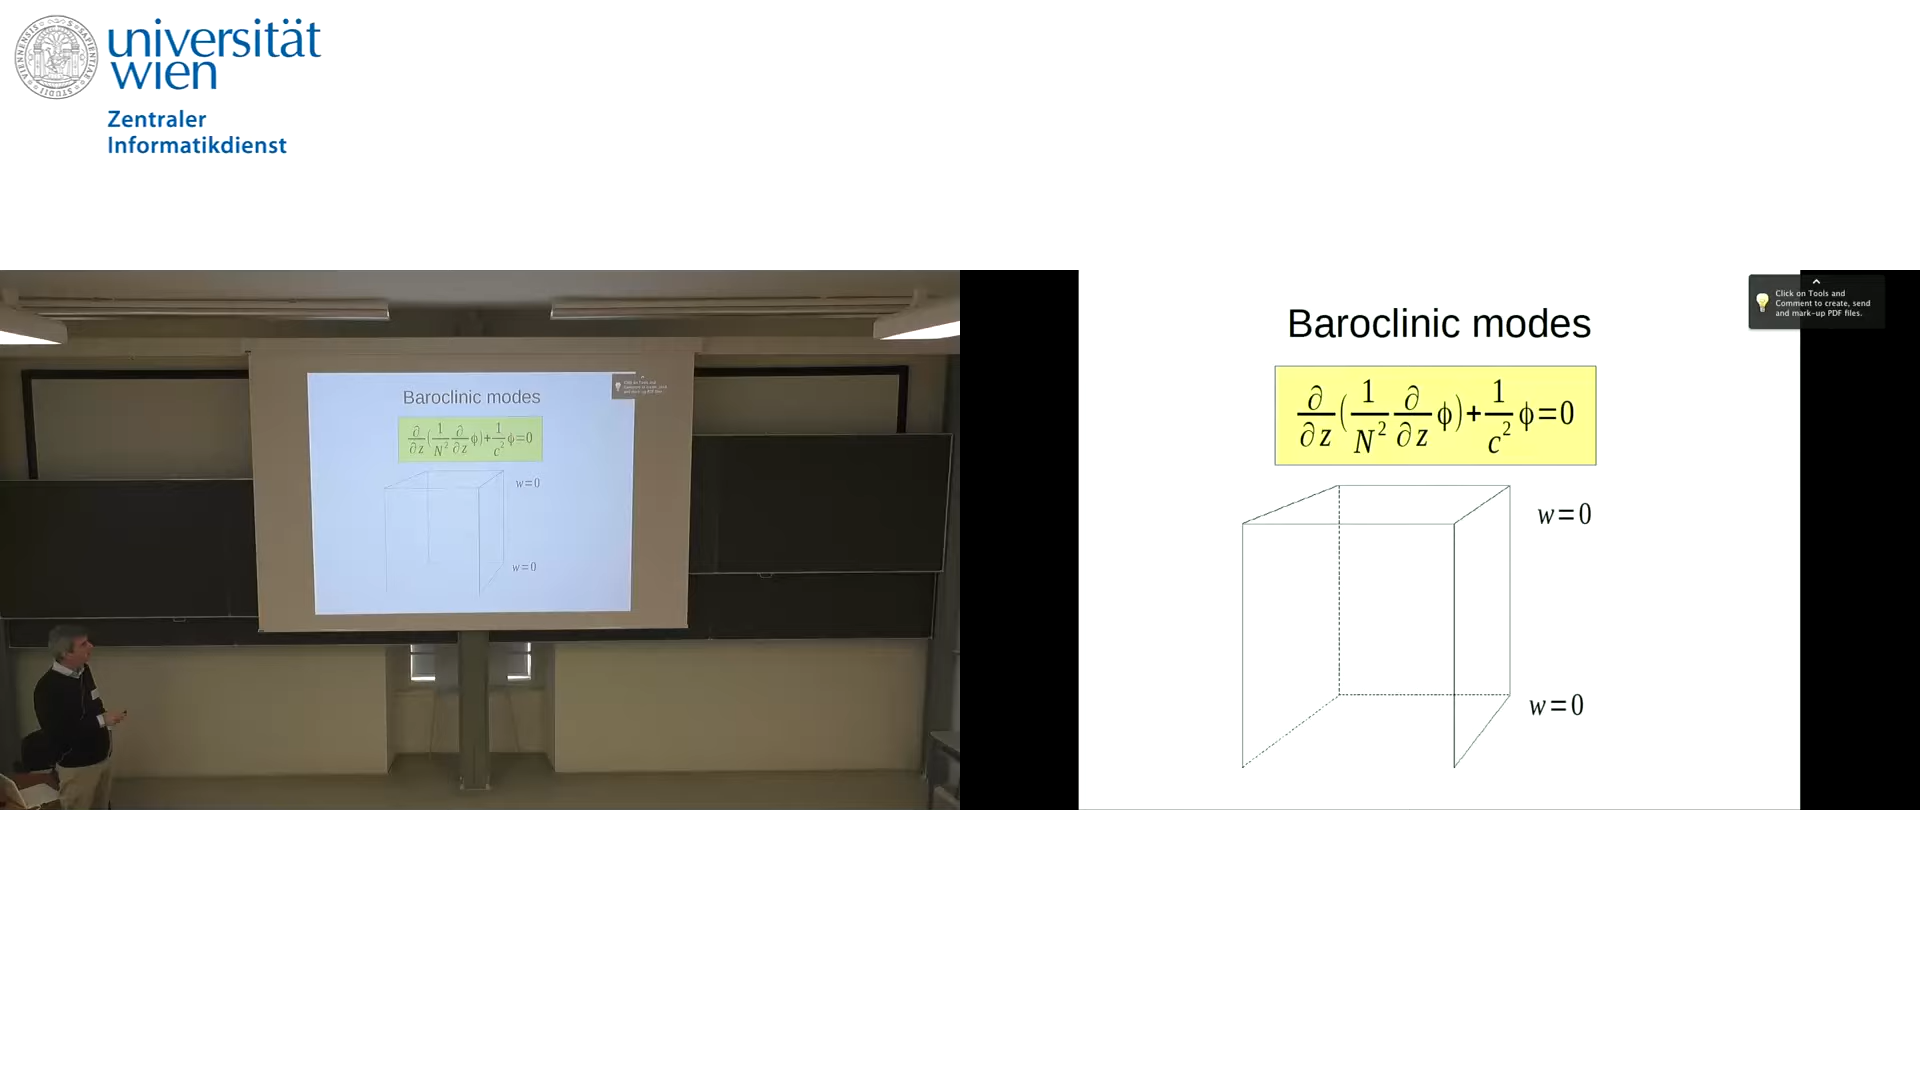 universität
wien
Zentraler
Informatikdienst
Baroclinic modes
∂/∂z(1/N² ∂/∂z ϕ)+1/c² ϕ=0
w=0
w=0
Baroclinic modes
∂/∂z(1/N² ∂/∂z ϕ)+1/c² ϕ=0
w=0
w=0
Click on Tools and
Comment to create, send
and mark-up PDF files.